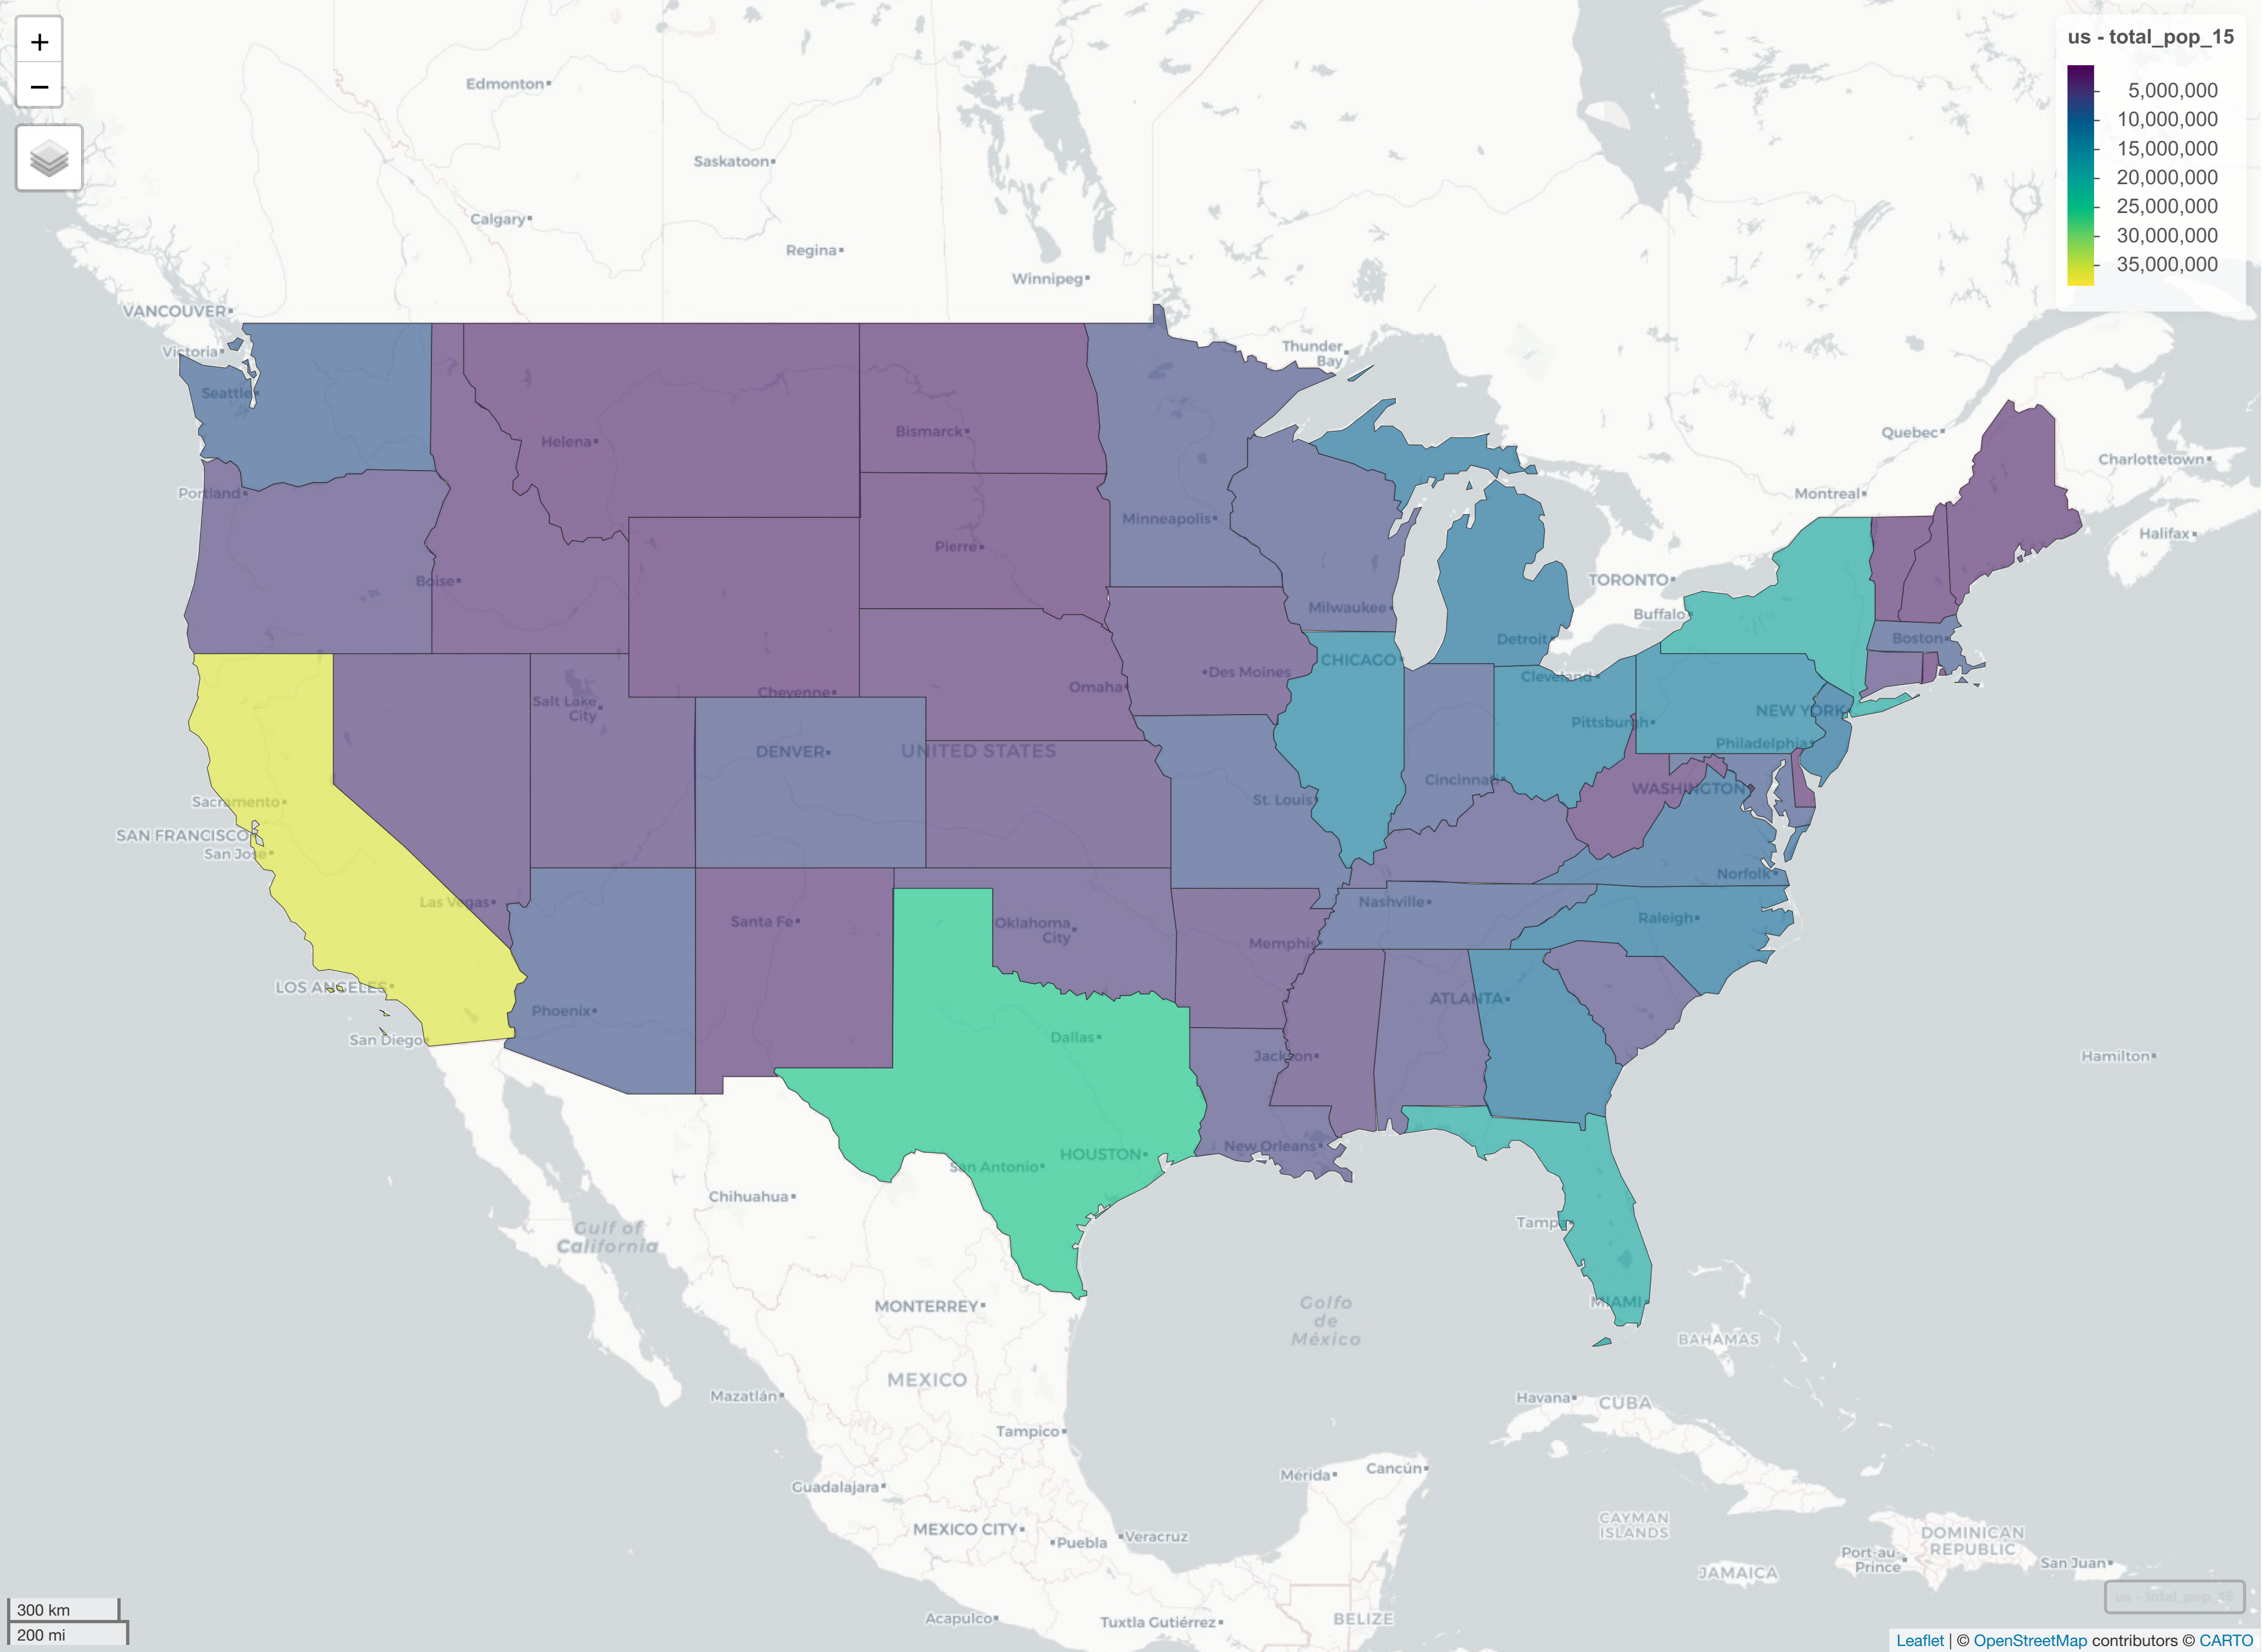 +
−
us - total_pop_15
5,000,000
10,000,000
15,000,000
20,000,000
25,000,000
30,000,000
35,000,000
Edmonton
Saskatoon
Calgary
Regina
Winnipeg
VANCOUVER
Victoria
Thunder
Bay
Seattle
Quebec
Helena
Bismarck
Charlottetown
Portland
Montreal
Minneapolis
Halifax
Pierre
Boise
TORONTO
Milwaukee
Buffalo
Detroit
Boston
CHICAGO
Des Moines
Cleveland
Omaha
Cheyenne
Salt Lake
City
NEW YORK
Pittsburgh
Philadelphia
DENVER
UNITED STATES
Cincinnati
WASHINGTON
St. Louis
Sacramento
SAN FRANCISCO
San Jose
Norfolk
Las Vegas
Nashville
Santa Fe
Oklahoma
City
Raleigh
Memphis
LOS ANGELES
ATLANTA
Phoenix
Dallas
San Diego
Jackson
Hamilton
New Orleans
HOUSTON
San Antonio
Chihuahua
Tampa
Gulf of
California
MIAMI
MONTERREY
Golfo
de
México
BAHAMAS
MEXICO
Mazatlán
Havana
CUBA
Tampico
Mérida
Cancún
Guadalajara
CAYMAN
ISLANDS
MEXICO CITY
Veracruz
Puebla
DOMINICAN
REPUBLIC
Port-au-
Prince
San Juan
JAMAICA
us - total_pop_15
300 km
Acapulco
Tuxtla Gutiérrez
BELIZE
200 mi
Leaflet | © OpenStreetMap contributors © CARTO